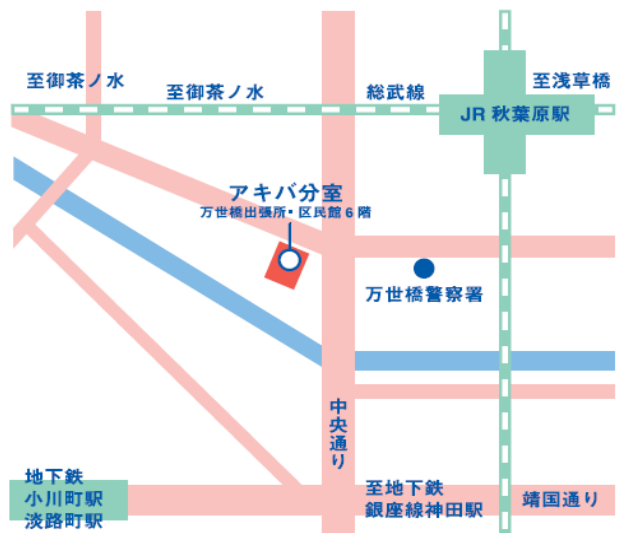 至御茶ノ水
至御茶ノ水
総武線
至浅草橋
JR 秋葉原駅
アキバ分室
万世橋出張所・区民館 6 階
万世橋警察署
中央通り
地下鉄
小川町駅
淡路町駅
至地下鉄
銀座線神田駅
靖国通り